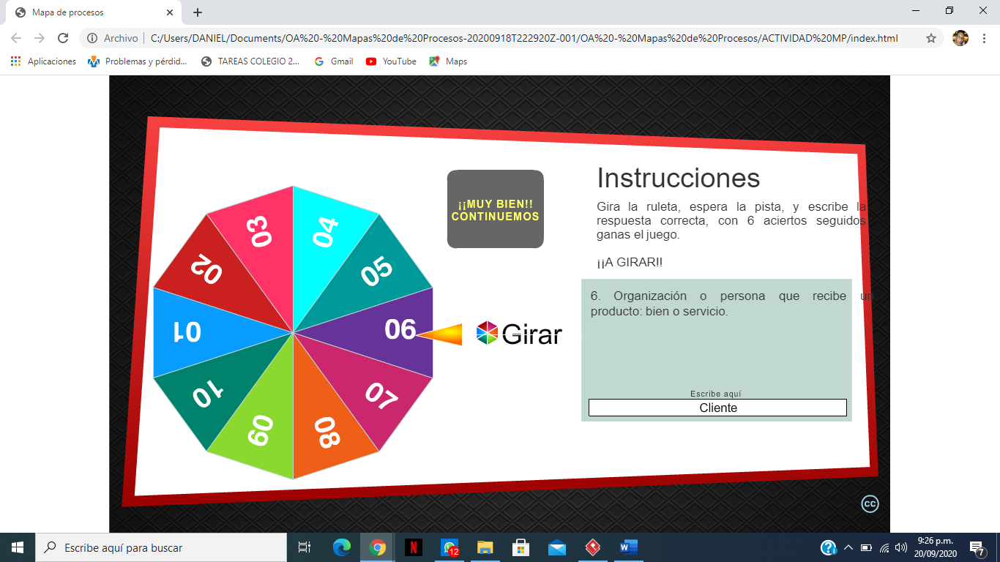 Mapa de procesos
Archivo
C:/Users/DANIEL/Documents/OA%20-%20Mapas%20de%20Procesos-20200918T222920Z-001/OA%20-%20Mapas%20de%20Procesos/ACTIVIDAD%20MP/index.html
Aplicaciones
Problemas y pérdid...
TAREAS COLEGIO 2...
Gmail
YouTube
Maps
03
04
02
05
01
06
10
07
09
08
¡¡MUY BIEN!!
CONTINUEMOS
Girar
Instrucciones
Gira la ruleta, espera la pista, y escribe la
respuesta correcta, con 6 aciertos seguidos
ganas el juego.
¡¡A GIRAR!!
6. Organización o persona que recibe un
producto: bien o servicio.
Escribe aquí
Cliente
cc
Escribe aquí para buscar
12
9:26 p.m.
20/09/2020
7